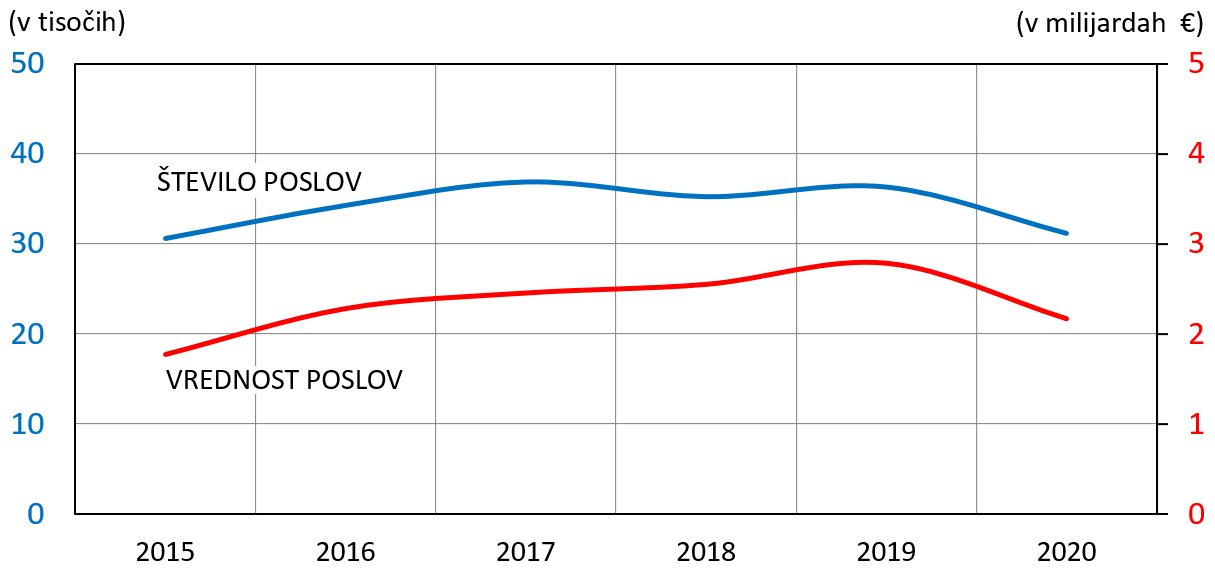 (v tisočih) (v milijardah €)
50 5
40 4
ŠTEVILO POSLOV
30 3
20 2
VREDNOST POSLOV
10 1
0 0
2015 2016 2017 2018 2019 2020